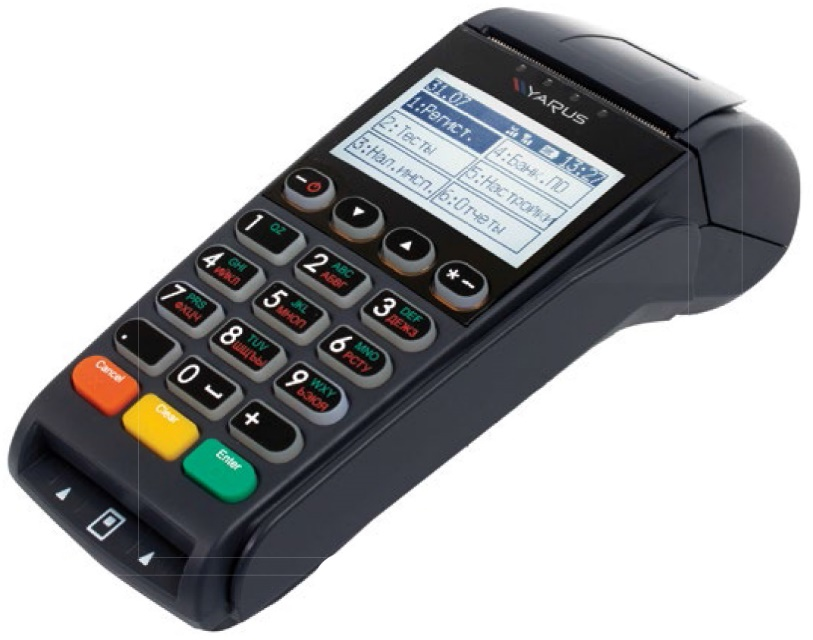 YARUS
31.07 13:27
1:Регист.
4:Банк.ПО
2:Тесты
5:Настройки
3:Нал.инсп.
6:Отчеты
1 QZ
2 ABC АБВГ
3 DEF ДЕЖЗ
4 GHI ИЙКЛ
5 JKL МНОП
6 MNO РСТУ
7 PRS ФХЦЧ
8 TUV ШЩЪЫ
9 WXY ЬЭЮЯ
.
0
+
*
Cancel
Clear
Enter